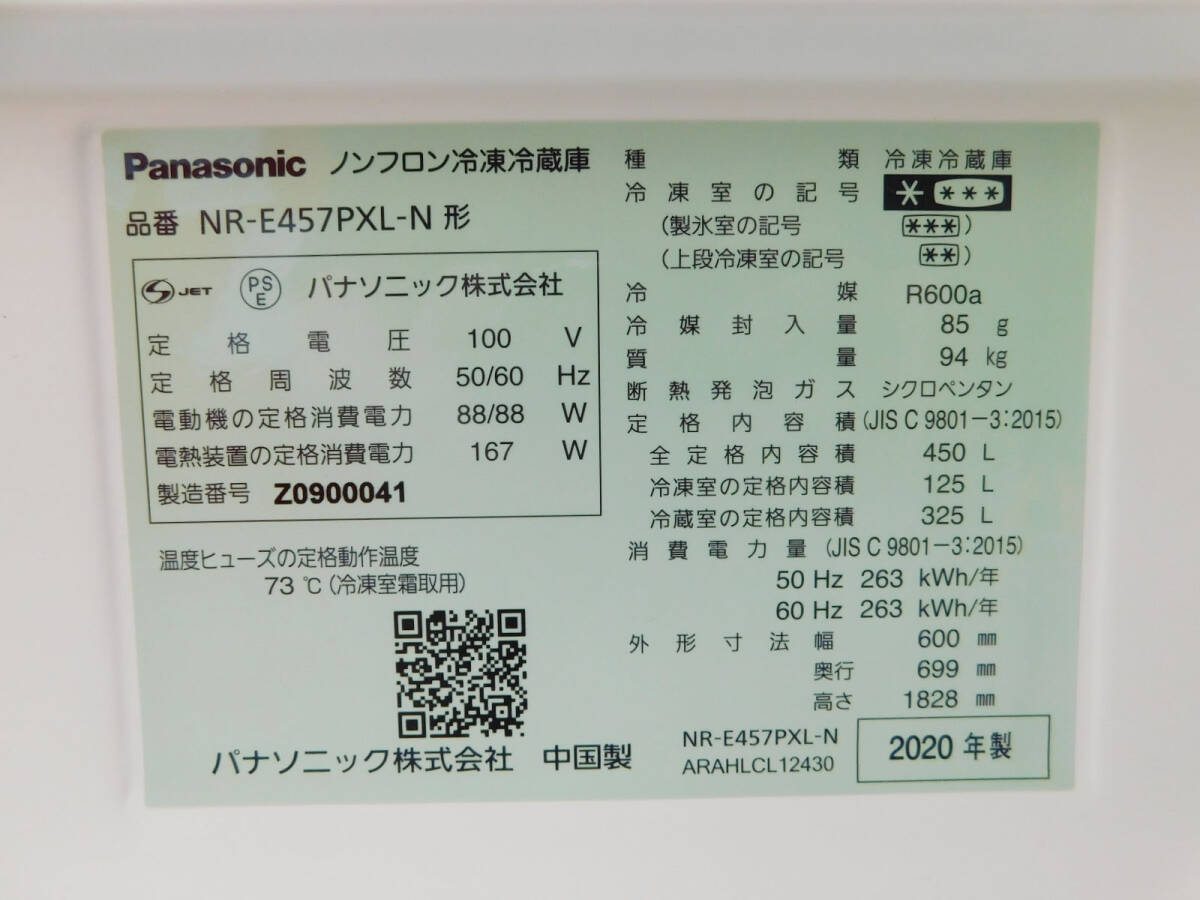 Panasonic ノンフロン冷凍冷蔵庫
品番 NR-E457PXL-N 形
JET PSE パナソニック株式会社
定格電圧 100 V
定格周波数 50/60 Hz
電動機の定格消費電力 88/88 W
電熱装置の定格消費電力 167 W
製造番号 Z0900041
温度ヒューズの定格動作温度
73 ℃ (冷凍室霜取用)
パナソニック株式会社 中国製
種類 冷凍冷蔵庫
冷凍室の記号 * ***
(製氷室の記号 ***)
(上段冷凍室の記号 **)
冷媒 R600a
冷媒封入量 85 g
質量 94 kg
断熱発泡ガス シクロペンタン
定格内容積 (JIS C 9801-3:2015)
全定格内容積 450 L
冷凍室の定格内容積 125 L
冷蔵室の定格内容積 325 L
消費電力量 (JIS C 9801-3:2015)
50 Hz 263 kWh/年
60 Hz 263 kWh/年
外形寸法幅 600 mm
奥行 699 mm
高さ 1828 mm
NR-E457PXL-N
ARAHLCL12430
2020 年製